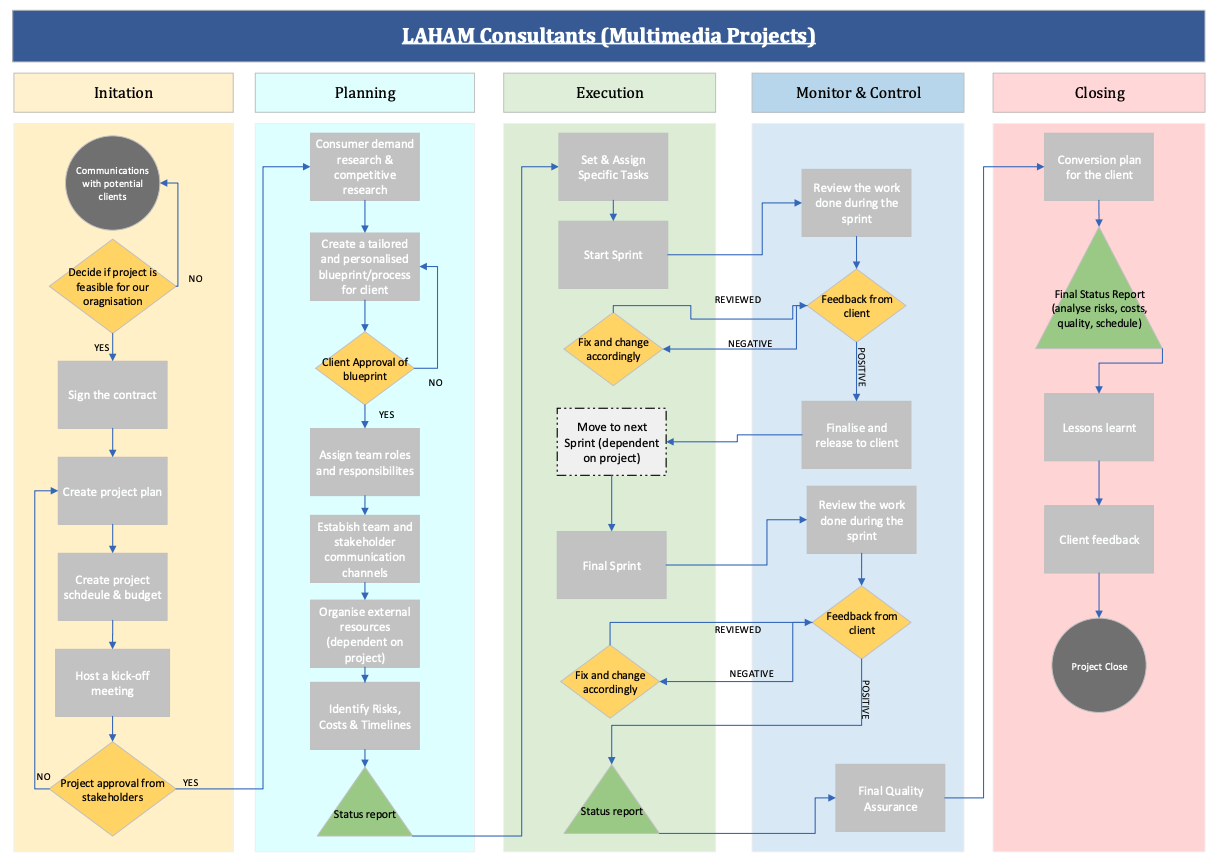 LAHAM Consultants (Multimedia Projects)
Initation
Planning
Execution
Monitor & Control
Closing
Communications
with potential
clients
Decide if project is
feasible for our
oragnisation
NO
YES
Sign the contract
Create project plan
Create project
schdeule & budget
Host a kick-off
meeting
Project approval from
stakeholders
NO
YES
Consumer demand
research &
competitive
research
Create a tailored
and personalised
blueprint/process
for client
Client Approval of
blueprint
NO
YES
Assign team roles
and responsibilites
Estabish team and
stakeholder
communication
channels
Organise external
resources
(dependent on
project)
Identify Risks,
Costs & Timelines
Status report
Set & Assign
Specific Tasks
Start Sprint
REVIEWED
Fix and change
accordingly
NEGATIVE
Move to next
Sprint (dependent
on project)
Final Sprint
REVIEWED
Fix and change
accordingly
NEGATIVE
Status report
Review the work
done during the
sprint
Feedback from
client
POSITIVE
Finalise and
release to client
Review the work
done during the
sprint
Feedback from
client
POSITIVE
Final Quality
Assurance
Conversion plan
for the client
Final Status Report
(analyse risks, costs,
quality, schedule)
Lessons learnt
Client feedback
Project Close